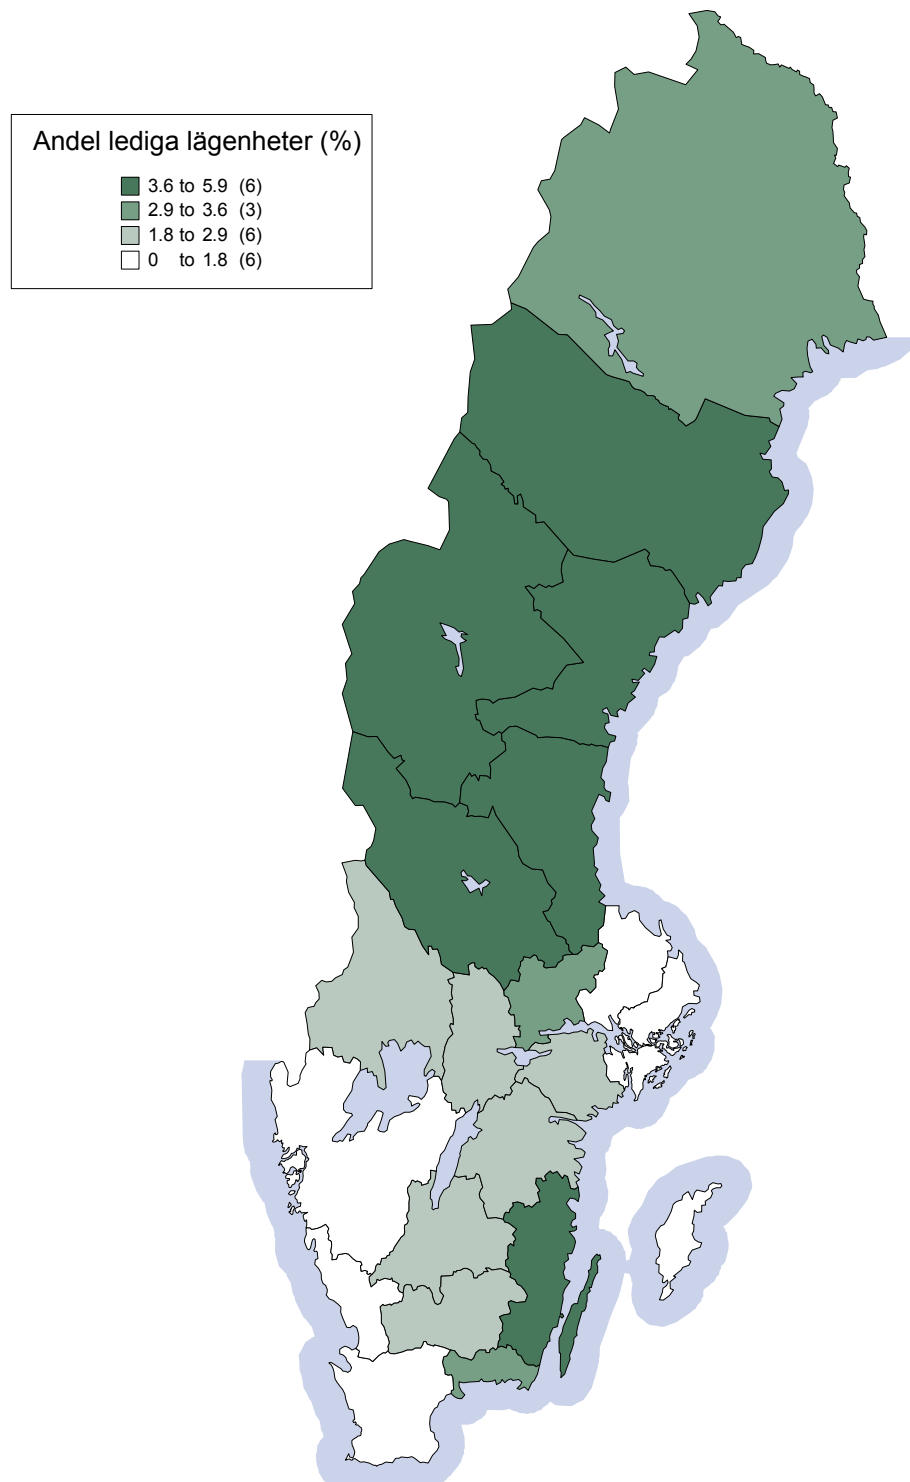 Andel lediga lägenheter (%)
3.6 to 5.9 (6)
2.9 to 3.6 (3)
1.8 to 2.9 (6)
0 to 1.8 (6)